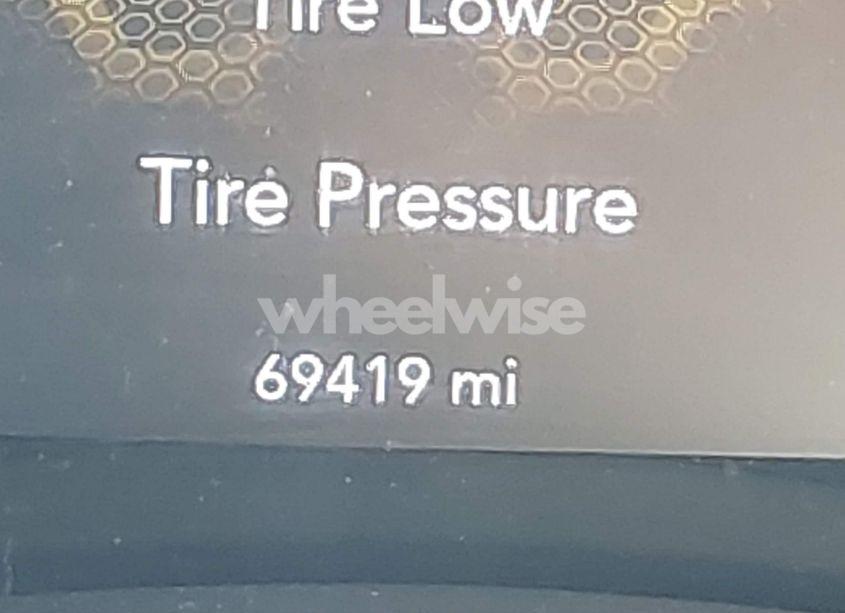 Tire Low
Tire Pressure
wheelwise
69419 mi